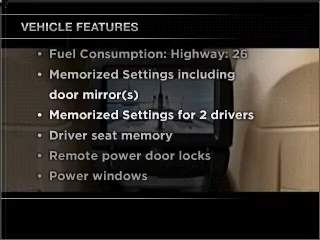 VEHICLE FEATURES
• Fuel Consumption: Highway: 26
• Memorized Settings including
door mirror(s)
• Memorized Settings for 2 drivers
• Driver seat memory
• Remote power door locks
• Power windows